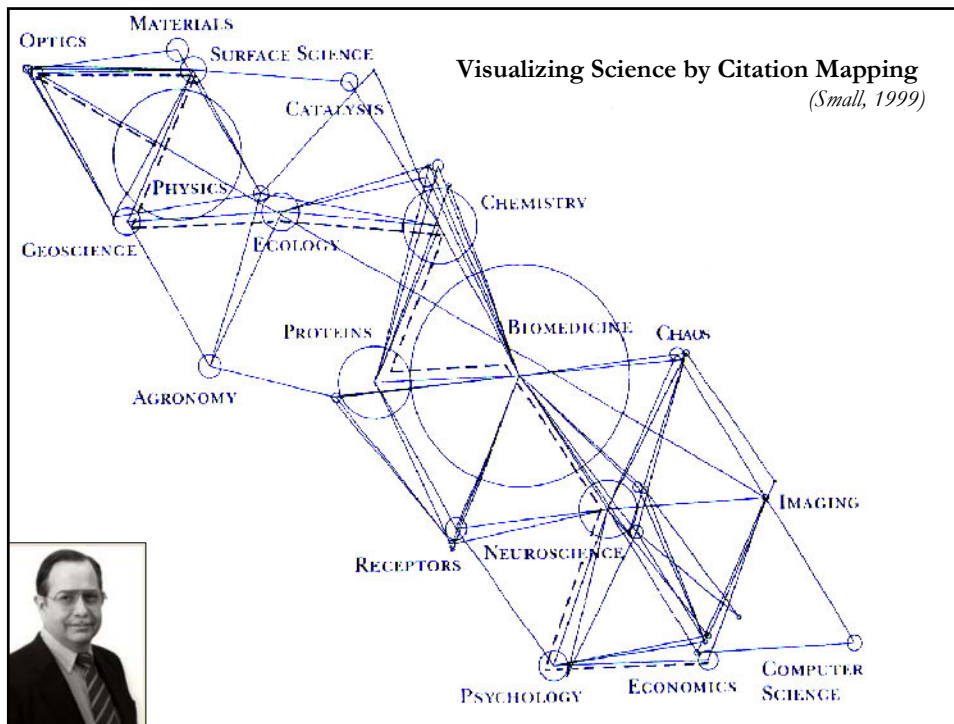 MATERIALS
OPTICS
SURFACE SCIENCE
Visualizing Science by Citation Mapping
(Small, 1999)
CATALYSIS
PHYSICS
CHEMISTRY
GEOSCIENCE
ECOLOGY
PROTEINS
BIOMEDICINE
CHAOS
AGRONOMY
IMAGING
RECEPTORS
NEUROSCIENCE
PSYCHOLOGY
ECONOMICS
COMPUTER
SCIENCE